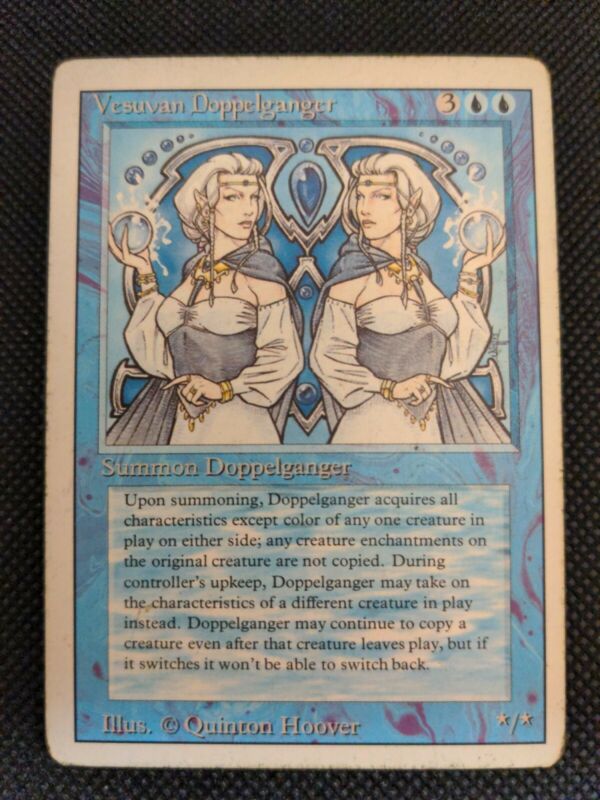 Vesuvan Doppelganger 3
Summon Doppelganger
Upon summoning, Doppelganger acquires all
characteristics except color of any one creature in
play on either side; any creature enchantments on
the original creature are not copied. During
controller's upkeep, Doppelganger may take on
the characteristics of a different creature in play
instead. Doppelganger may continue to copy a
creature even after that creature leaves play, but if
it switches it won't be able to switch back.
Illus. © Quinton Hoover ★/★